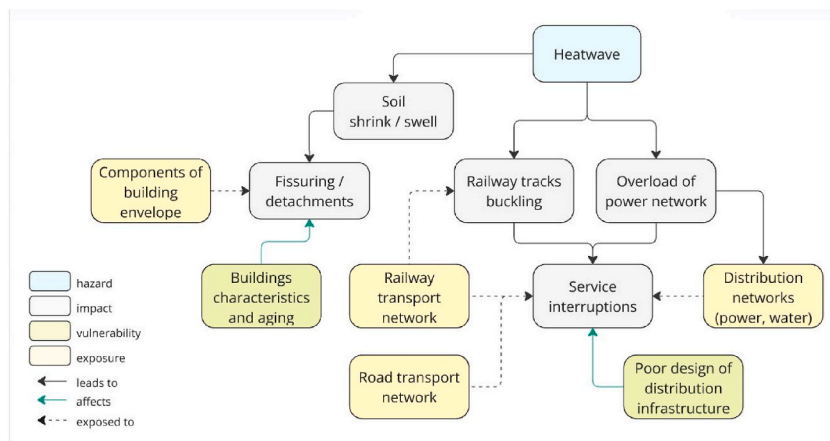 Heatwave
Soil
shrink / swell
Components of
building
envelope
Fissuring /
detachments
Railway tracks
buckling
Overload of
power network
Buildings
characteristics
and aging
Railway
transport
network
Service
interruptions
Distribution
networks
(power, water)
Road transport
network
Poor design of
distribution
infrastructure
hazard
impact
vulnerability
exposure
leads to
affects
exposed to